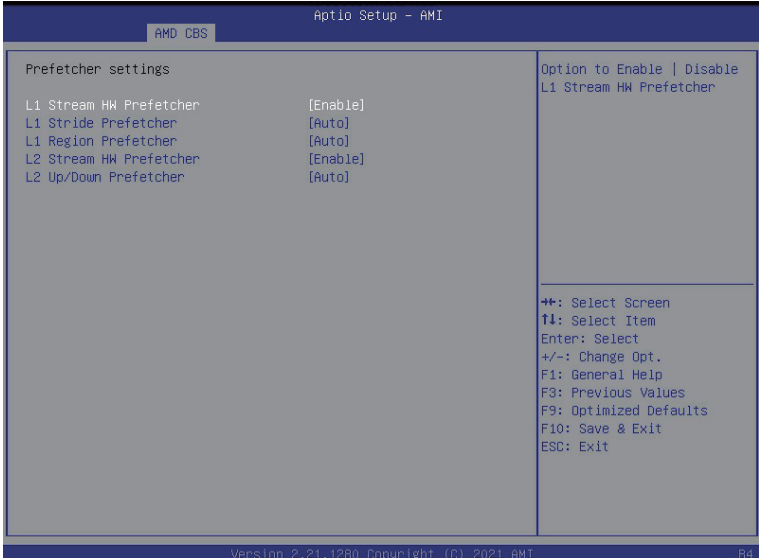 Aptio Setup - AMI
AMD CBS
Prefetcher settings
L1 Stream HW Prefetcher [Enable]
L1 Stride Prefetcher [Auto]
L1 Region Prefetcher [Auto]
L2 Stream HW Prefetcher [Enable]
L2 Up/Down Prefetcher [Auto]
Option to Enable | Disable
L1 Stream HW Prefetcher
→←: Select Screen
↑↓: Select Item
Enter: Select
+/-: Change Opt.
F1: General Help
F3: Previous Values
F9: Optimized Defaults
F10: Save & Exit
ESC: Exit
Version 2.21.1280 Copyright (C) 2021 AMI
B4